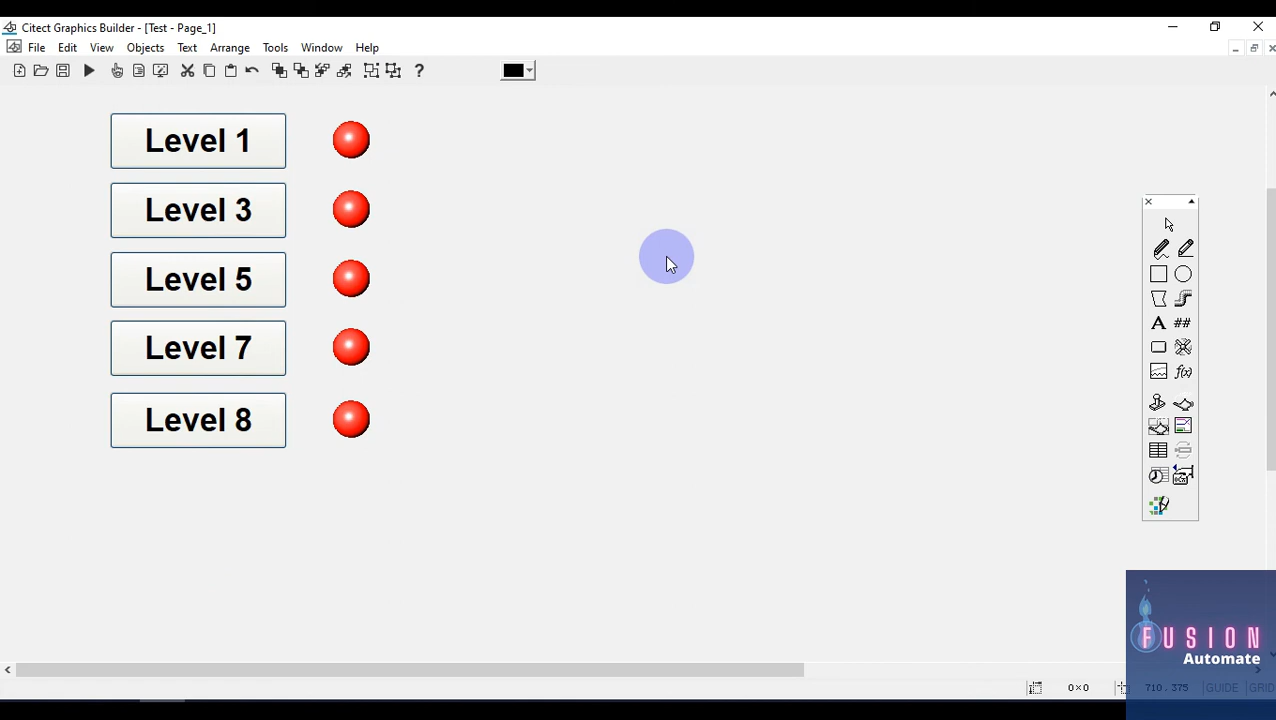 Citect Graphics Builder - [Test - Page_1]
File Edit View Objects Text Arrange Tools Window Help
Level 1
Level 3
Level 5
Level 7
Level 8
A ##
f(x)
FUSION
Automate
0×0 710 , 375 GUIDE GRID